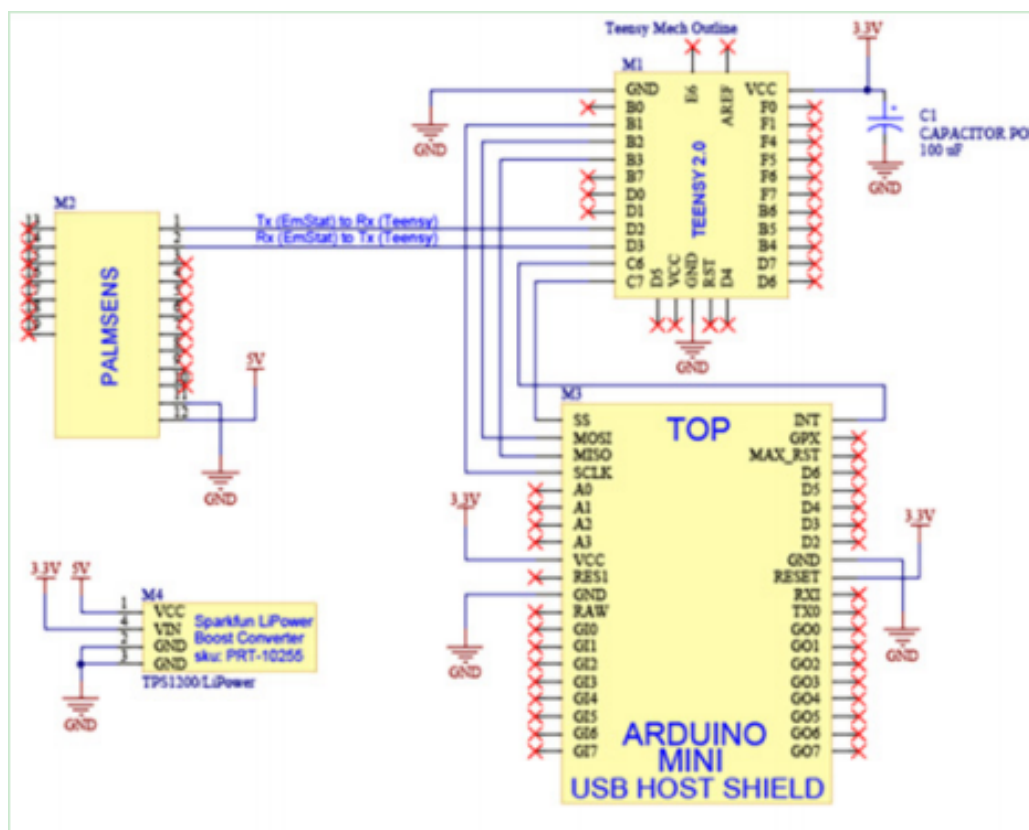 Teensy Mech Outline
3.3V
M1
GND
E6
AREF
VCC
B0
F0
B1
F1
C1
B2
F4
CAPACITOR PO
B3
F5
100 uF
GND
B7
F6
GND
D0
TEENSY 2.0
F7
D1
B6
M2
Tx (EmStat) to Rx (Teensy)
D2
B5
Rx (EmStat) to Tx (Teensy)
D3
B4
C6
D7
C7
D6
D5
VCC
GND
RST
D4
PALMSENS
1
11
12
5V
GND
GND
M3
TOP
SS
INT
MOSI
GPX
MISO
MAX_RST
SCLK
D6
A0
D5
A1
D4
A2
D3
A3
D2
3.3V
3.3V
VCC
GND
RES1
RESET
GND
RXI
RAW
TX0
GI0
GO0
GI1
GO1
GI2
GO2
GI3
GO3
GI4
GO4
GI5
GO5
GI6
GO6
GI7
GO7
GND
GND
ARDUINO
MINI
USB HOST SHIELD
3.3V
5V
M4
VCC
VIN
GND
GND
Sparkfun LiPower
Boost Converter
sku: PRT-10255
TPS1200/LiPower
GND